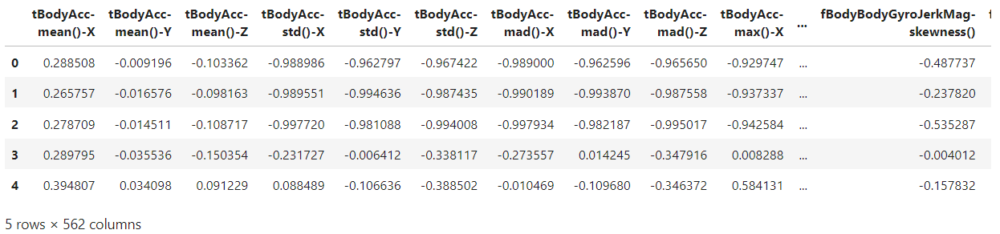 tBodyAcc-mean()-X tBodyAcc-mean()-Y tBodyAcc-mean()-Z tBodyAcc-std()-X tBodyAcc-std()-Y tBodyAcc-std()-Z tBodyAcc-mad()-X tBodyAcc-mad()-Y tBodyAcc-mad()-Z tBodyAcc-max()-X ... fBodyBodyGyroJerkMag-skewness()
0 0.288508 -0.009196 -0.103362 -0.988986 -0.962797 -0.967422 -0.989000 -0.962596 -0.965650 -0.929747 ... -0.487737
1 0.265757 -0.016576 -0.098163 -0.989551 -0.994636 -0.987435 -0.990189 -0.993870 -0.987558 -0.937337 ... -0.237820
2 0.278709 -0.014511 -0.108717 -0.997720 -0.981088 -0.994008 -0.997934 -0.982187 -0.995017 -0.942584 ... -0.535287
3 0.289795 -0.035536 -0.150354 -0.231727 -0.006412 -0.338117 -0.273557 0.014245 -0.347916 0.008288 ... -0.004012
4 0.394807 0.034098 0.091229 0.088489 -0.106636 -0.388502 -0.010469 -0.109680 -0.346372 0.584131 ... -0.157832
5 rows × 562 columns